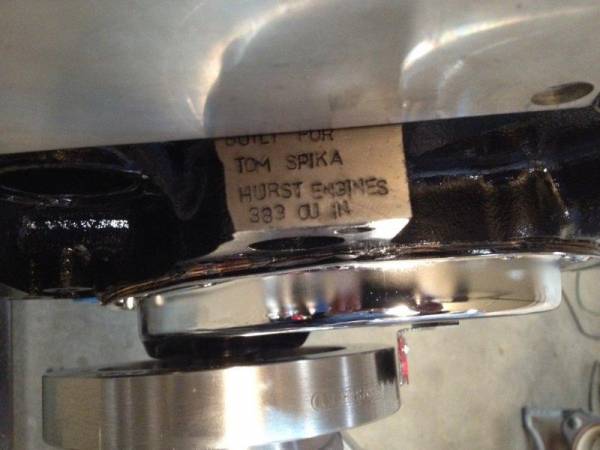 BUILT FOR
TOM SPIKA
HURST ENGINES
383 CU IN